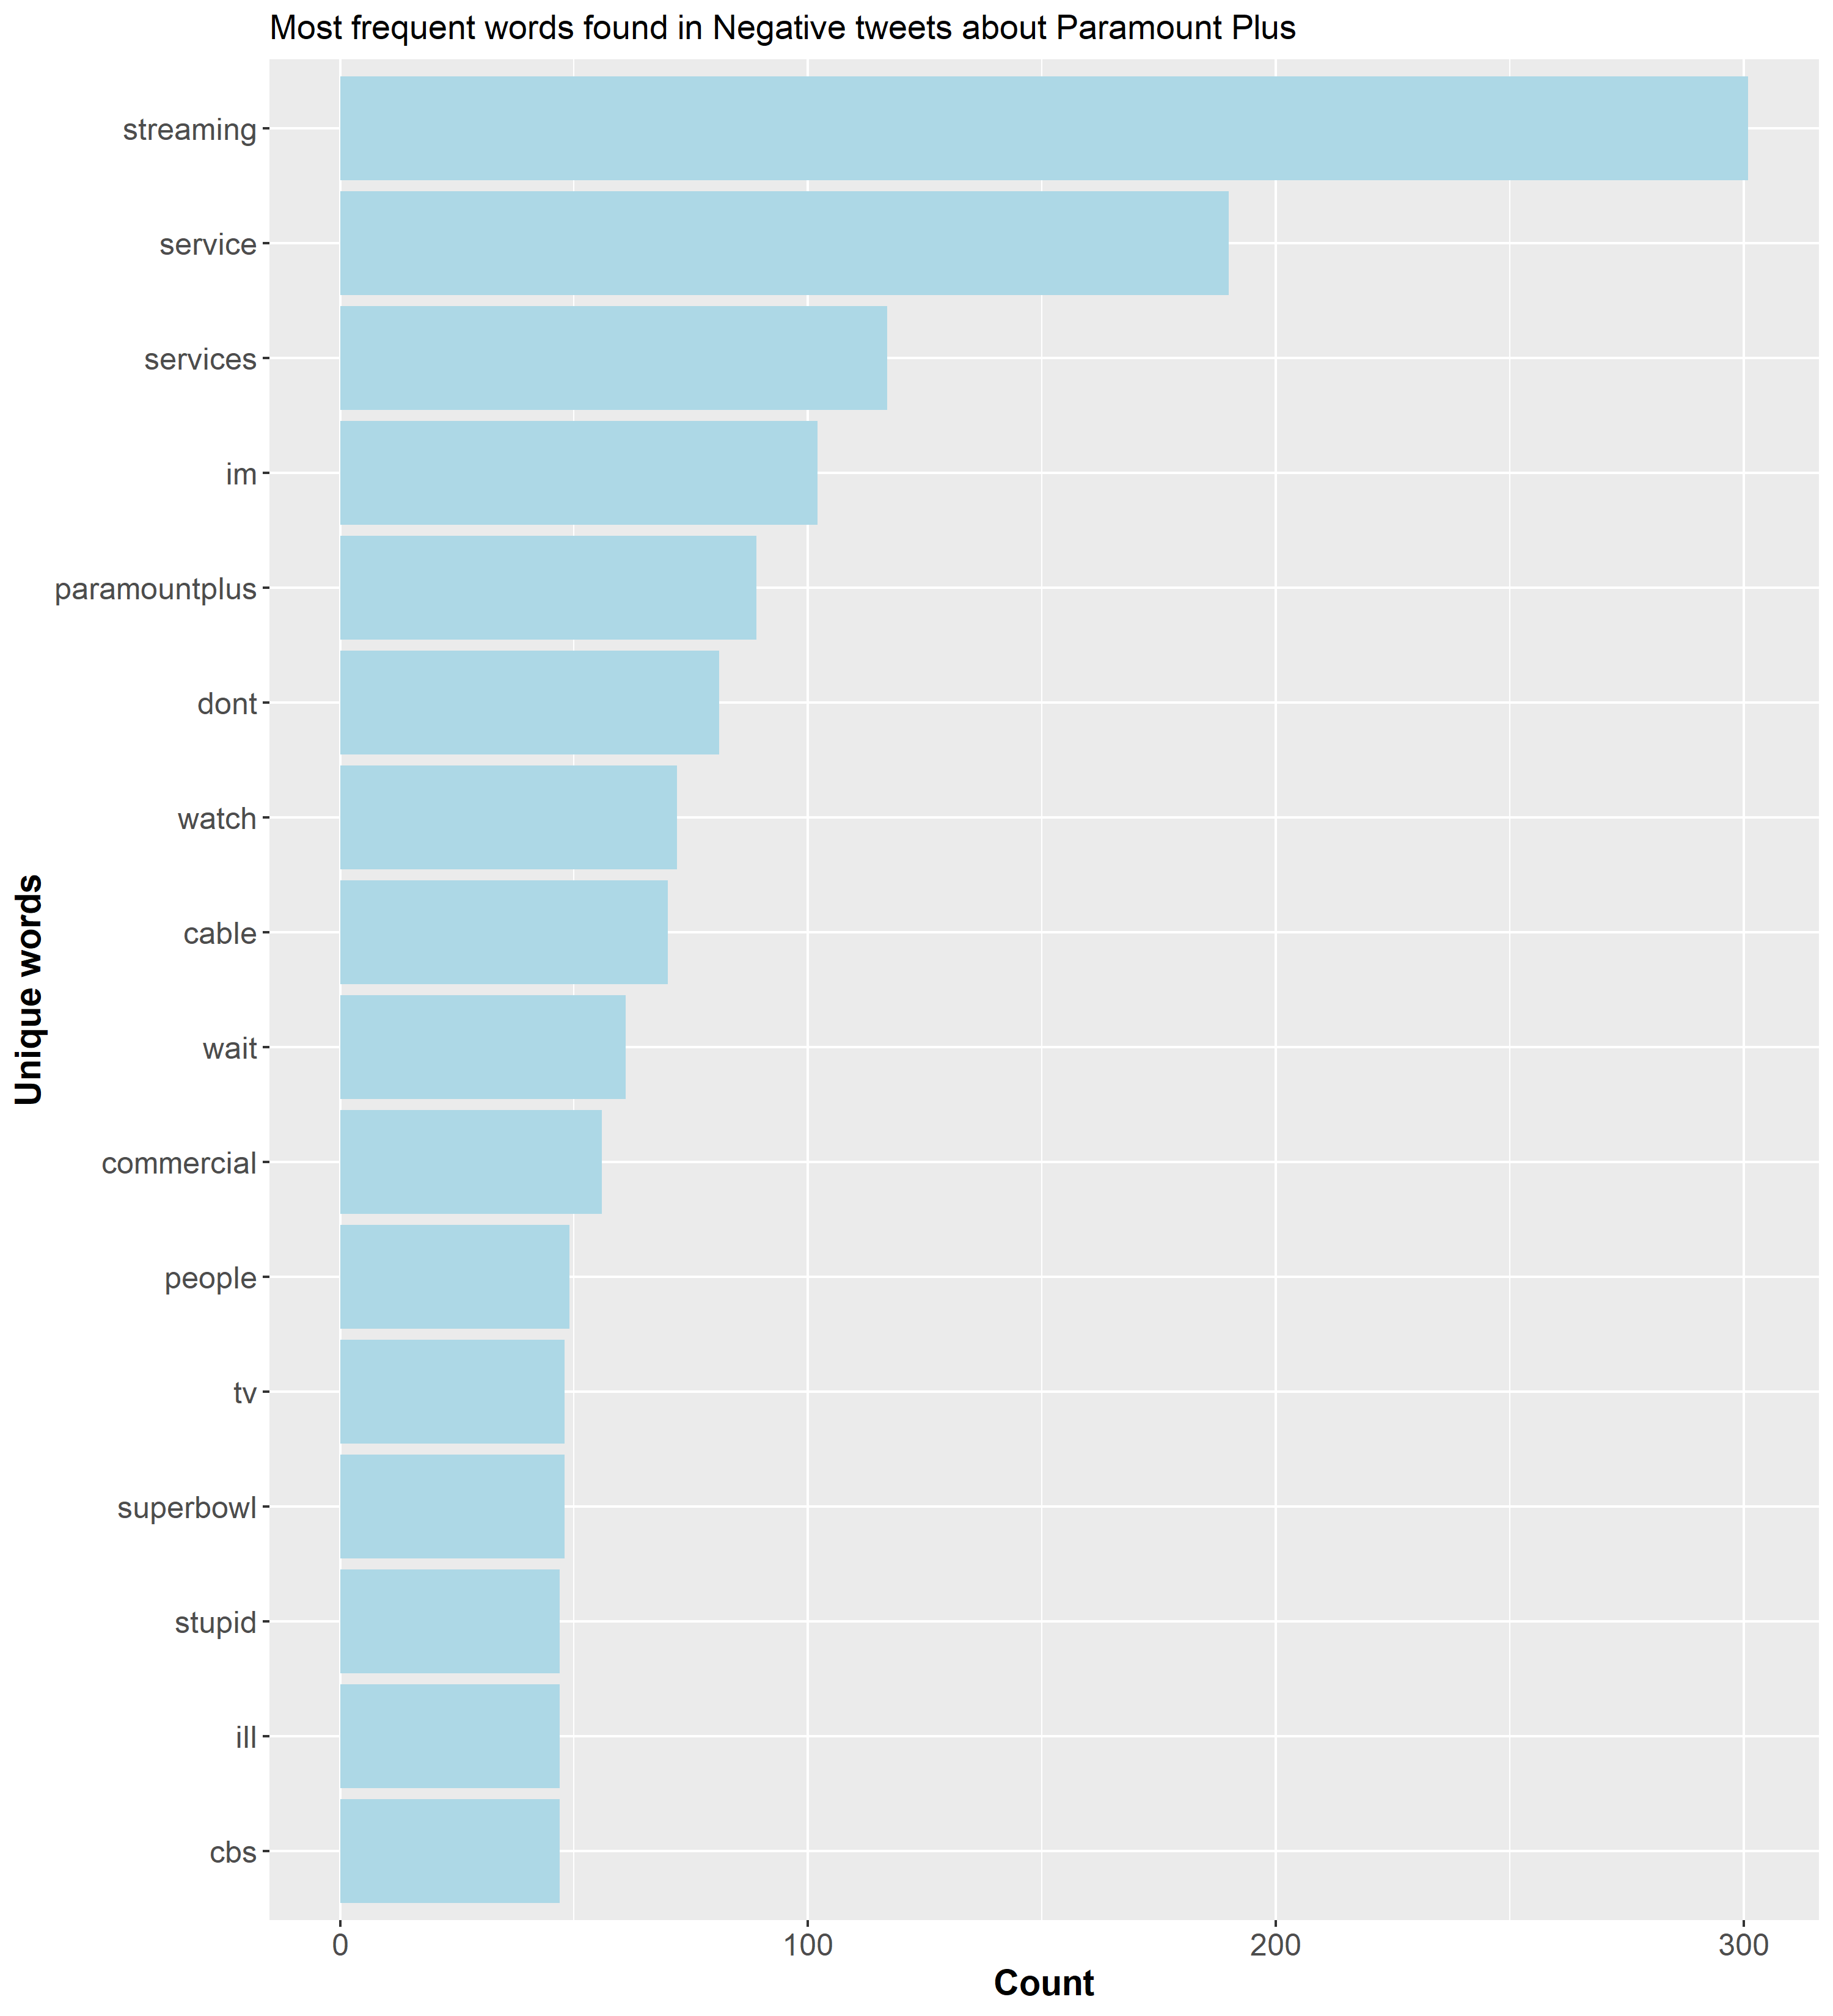 Most frequent words found in Negative tweets about Paramount Plus
streaming
service
services
im
paramountplus
dont
watch
cable
wait
commercial
people
tv
superbowl
stupid
ill
cbs
Unique words
0 100 200 300
Count